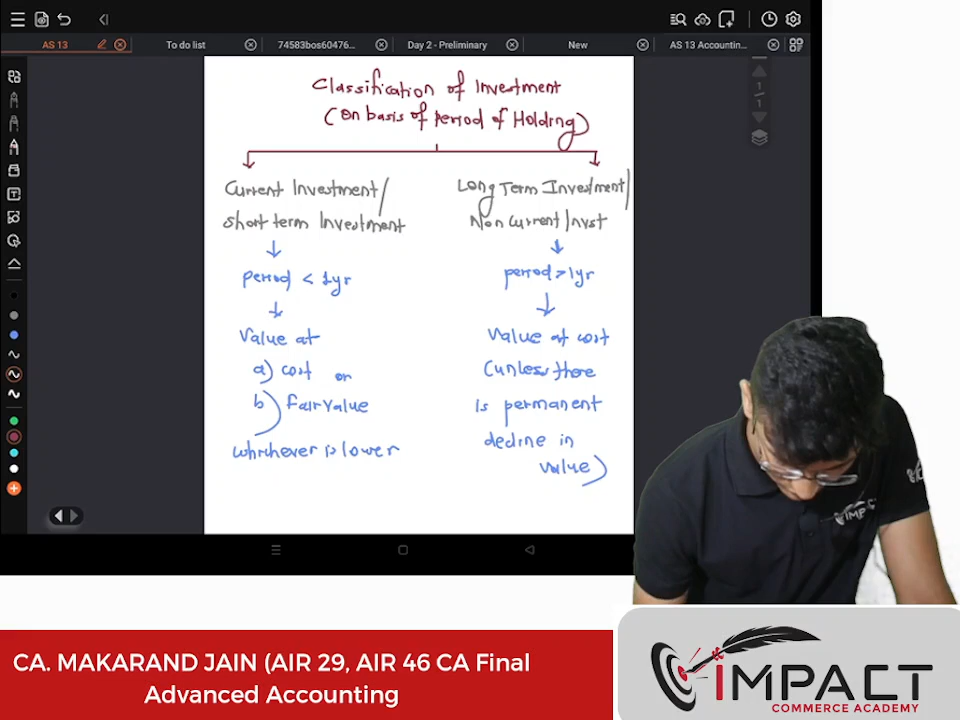 AS 13
To do list
74583bos60476...
Day 2 - Preliminary
New
AS 13 Accountin...
Classification of Investment
(on basis of period of Holding)
Current Investment/
Short term Investment
period < 1yr
Value at
a) cost or
b) fair value
whichever is lower
Long Term Investment/
Non Current Invst
period > 1yr
Value at cost
(unless there
is permanent
decline in
value)
1
1
IMPACT
CA. MAKARAND JAIN (AIR 29, AIR 46 CA Final
Advanced Accounting
IMPACT
COMMERCE ACADEMY